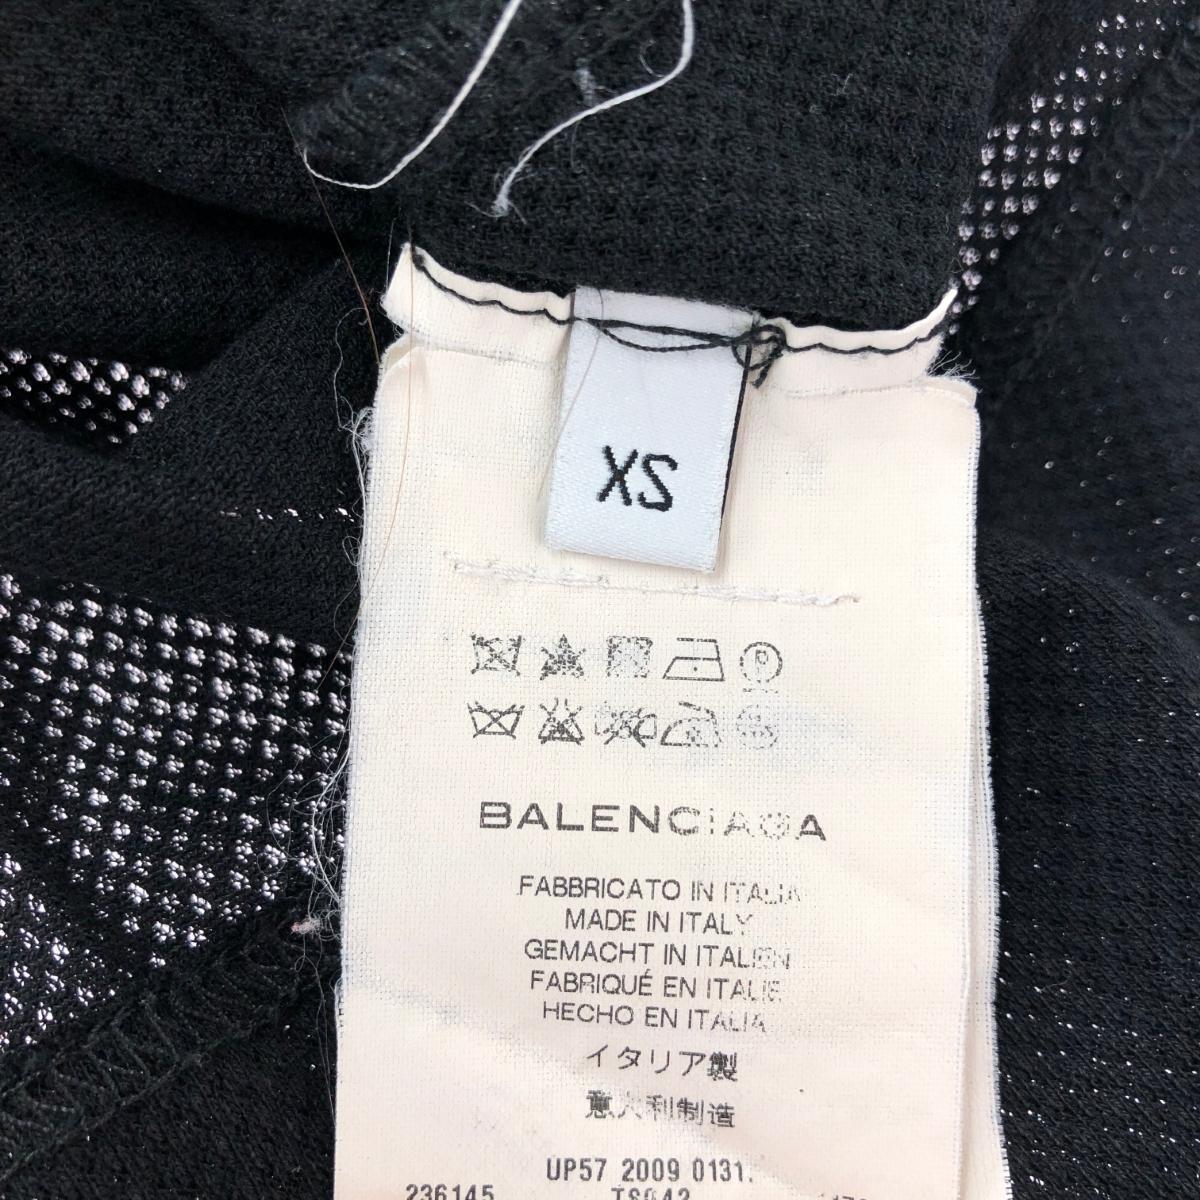 XS
BALENCIAGA
FABBRICATO IN ITALIA
MADE IN ITALY
GEMACHT IN ITALIEN
FABRIQUÉ EN ITALIE
HECHO EN ITALIA
イタリア製
意大利制造
UP57 2009 0131.
236145